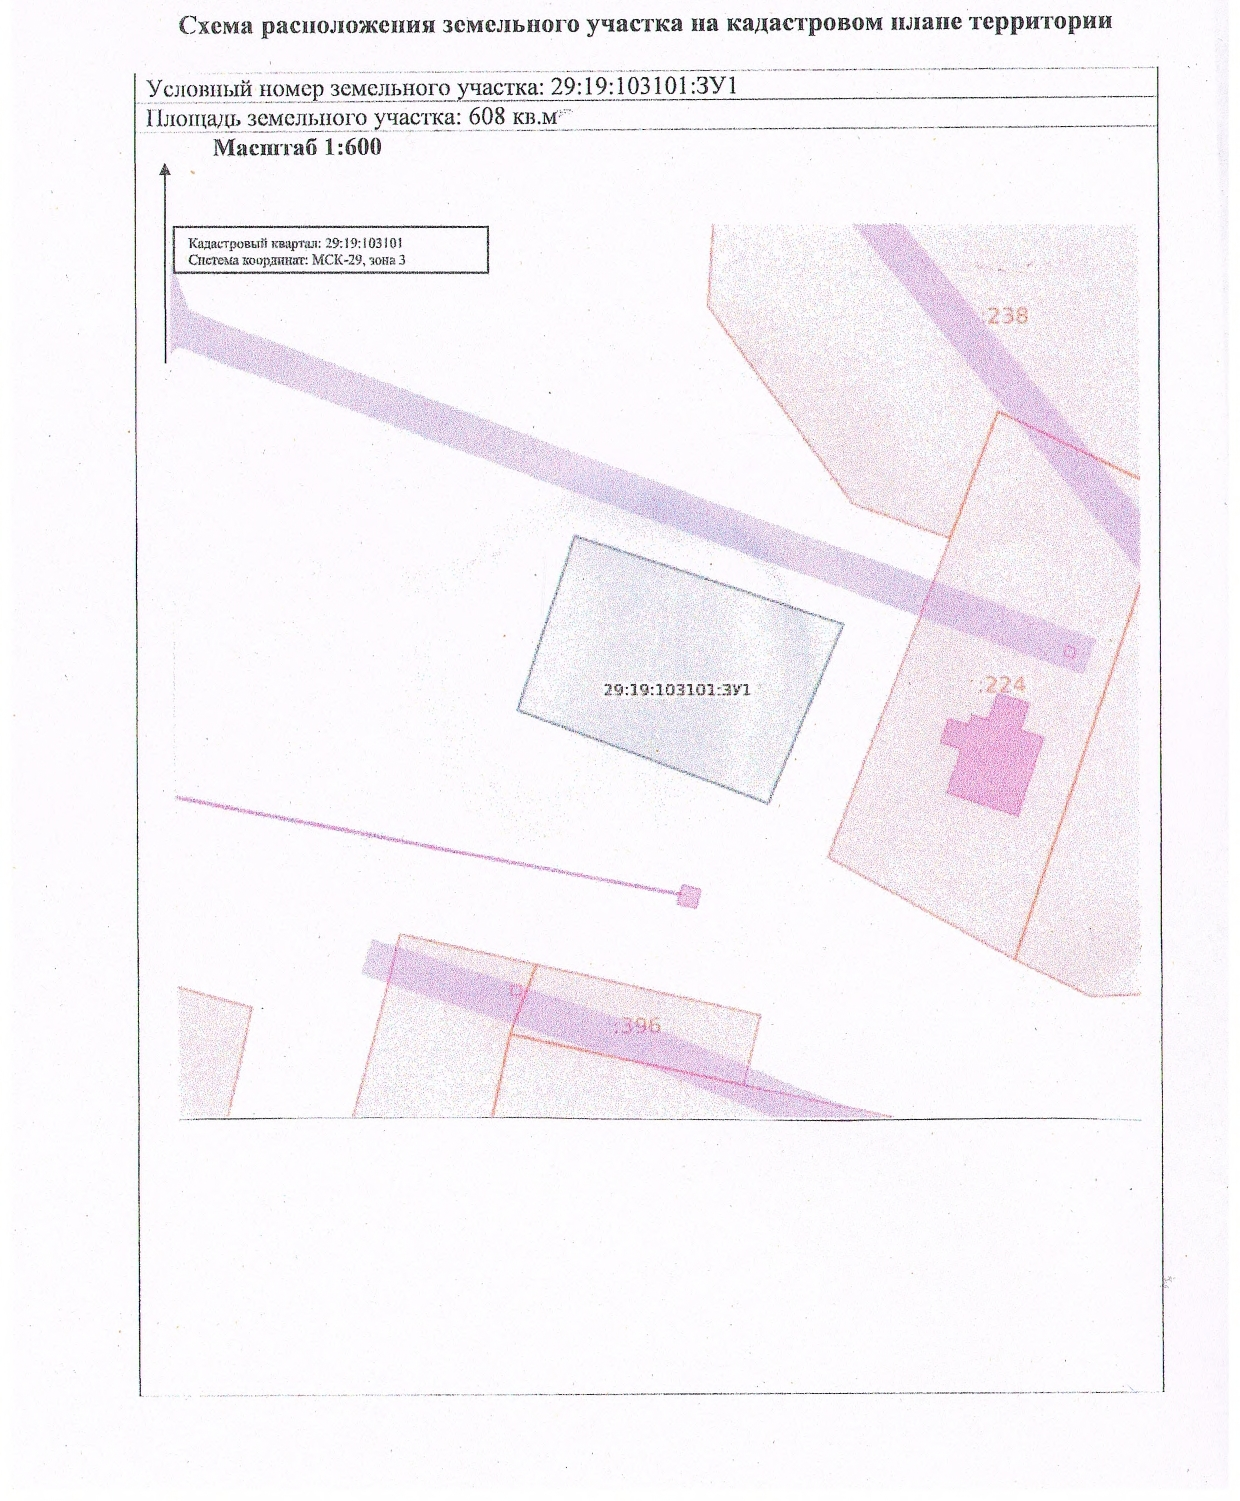 Схема расположения земельного участка на кадастровом плане территории
Условный номер земельного участка: 29:19:103101:ЗУ1
Площадь земельного участка: 608 кв.м
Масштаб 1:600
Кадастровый квартал: 29:19:103101
Система координат: МСК-29, зона 3
:238
29:19:103101:ЗУ1
:224
:396